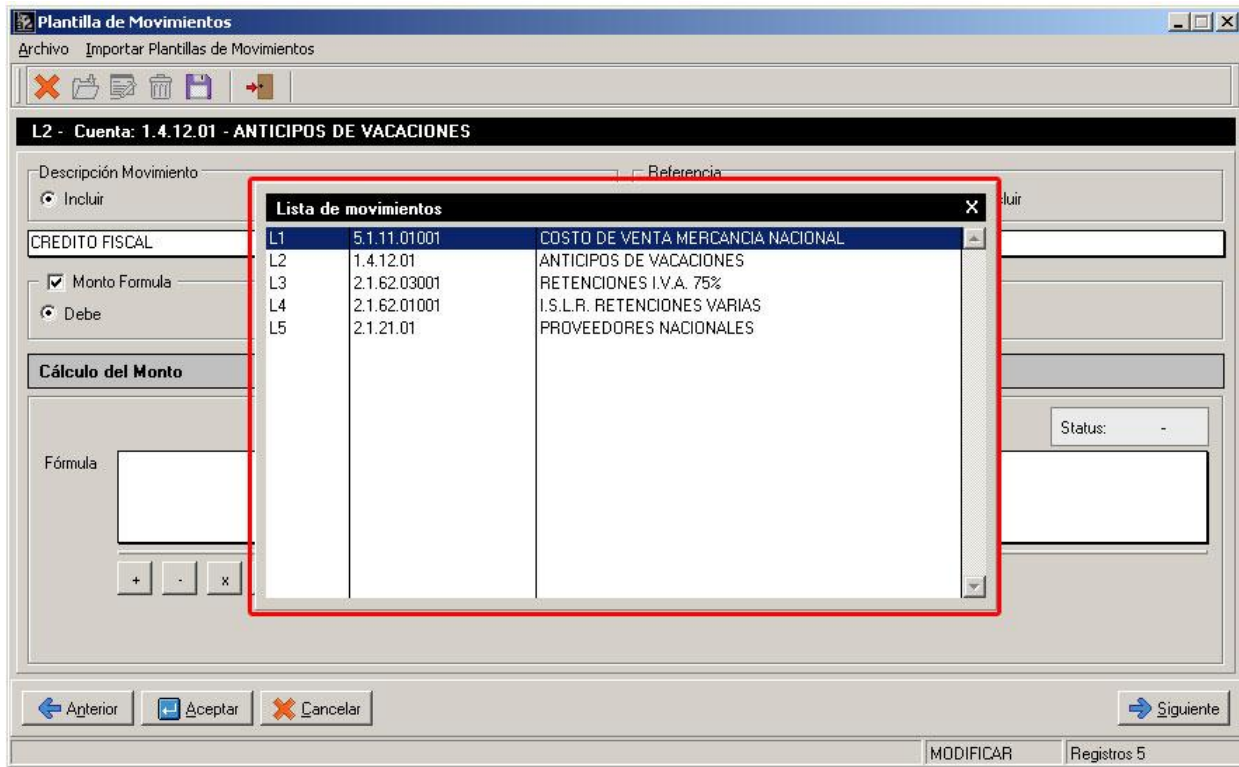 Plantilla de Movimientos
Archivo Importar Plantillas de Movimientos
L2 - Cuenta: 1.4.12.01 - ANTICIPOS DE VACACIONES
Descripción Movimiento
Referencia
Incluir
cluir
CREDITO FISCAL
Monto Formula
Debe
Lista de movimientos X
L1 5.1.11.01001 COSTO DE VENTA MERCANCIA NACIONAL
L2 1.4.12.01 ANTICIPOS DE VACACIONES
L3 2.1.62.03001 RETENCIONES I.V.A. 75%
L4 2.1.62.01001 I.S.L.R. RETENCIONES VARIAS
L5 2.1.21.01 PROVEEDORES NACIONALES
Cálculo del Monto
Status: -
Fórmula
+ - x
Anterior Aceptar Cancelar Siguiente
MODIFICAR Registros 5